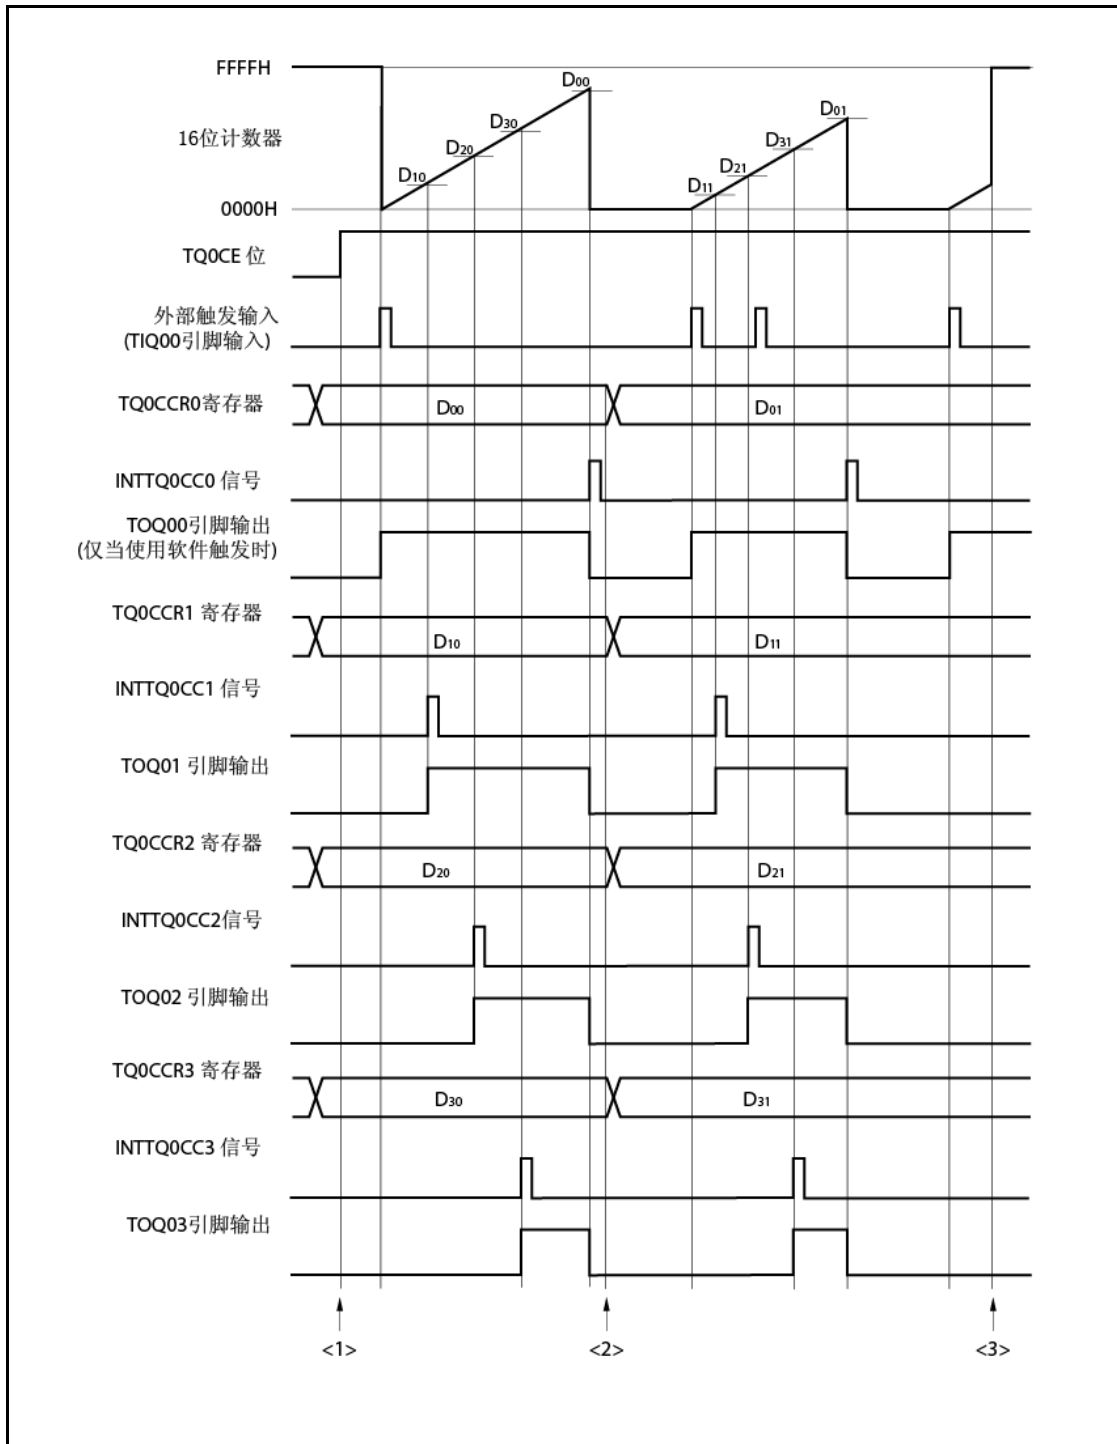 FFFFH
16位计数器
0000H
D10
D20
D30
D00
D11
D21
D31
D01
TQ0CE 位
外部触发输入
(TIQ00引脚输入)
TQ0CCR0寄存器
D00
D01
INTTQ0CC0 信号
TOQ00引脚输出
(仅当使用软件触发时)
TQ0CCR1 寄存器
D10
D11
INTTQ0CC1 信号
TOQ01 引脚输出
TQ0CCR2 寄存器
D20
D21
INTTQ0CC2信号
TOQ02 引脚输出
TQ0CCR3 寄存器
D30
D31
INTTQ0CC3 信号
TOQ03引脚输出
<1>
<2>
<3>